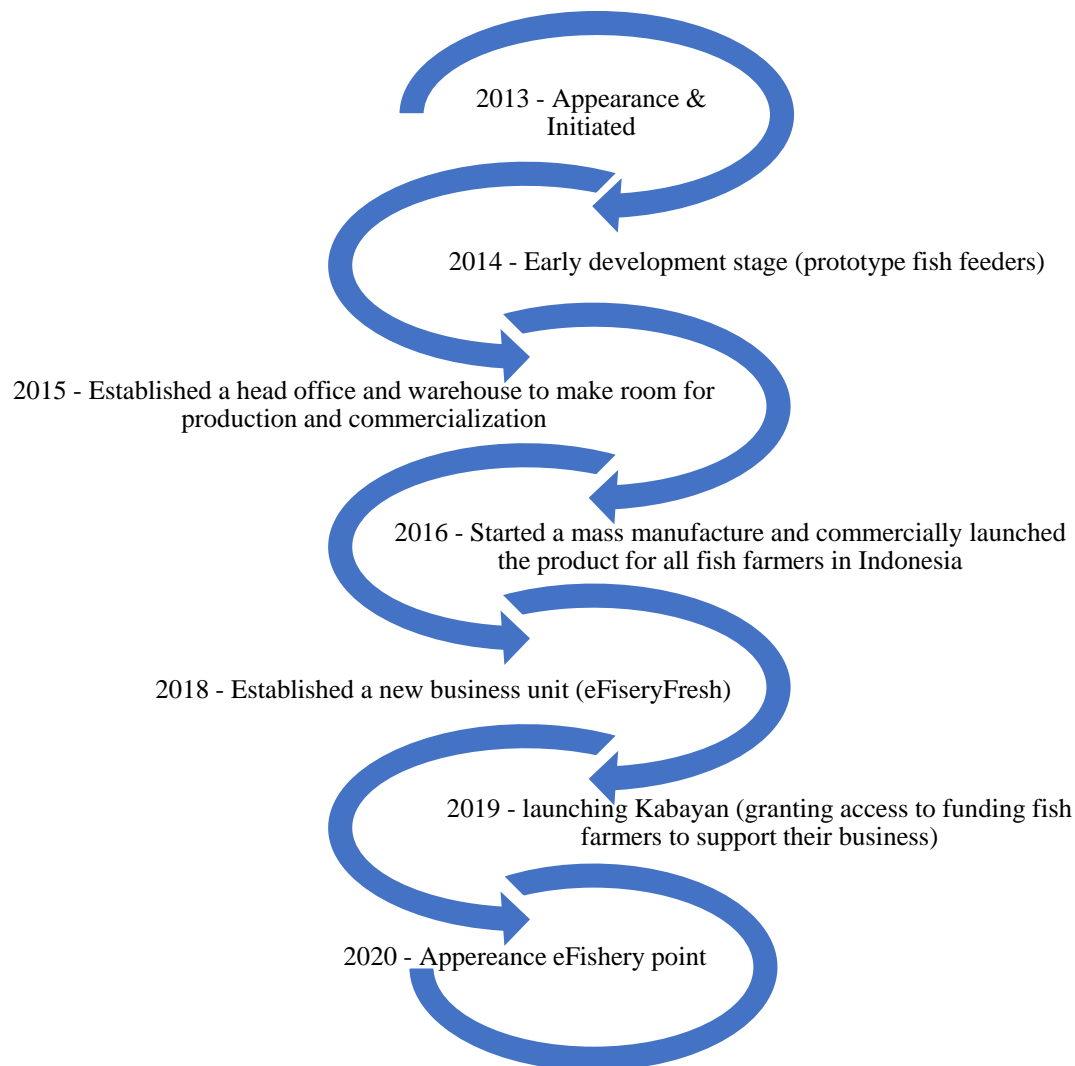 2013 - Appearance &
Initiated
2014 - Early development stage (prototype fish feeders)
2015 - Established a head office and warehouse to make room for
production and commercialization
2016 - Started a mass manufacture and commercially launched
the product for all fish farmers in Indonesia
2018 - Established a new business unit (eFiseryFresh)
2019 - launching Kabayan (granting access to funding fish
farmers to support their business)
2020 - Appereance eFishery point